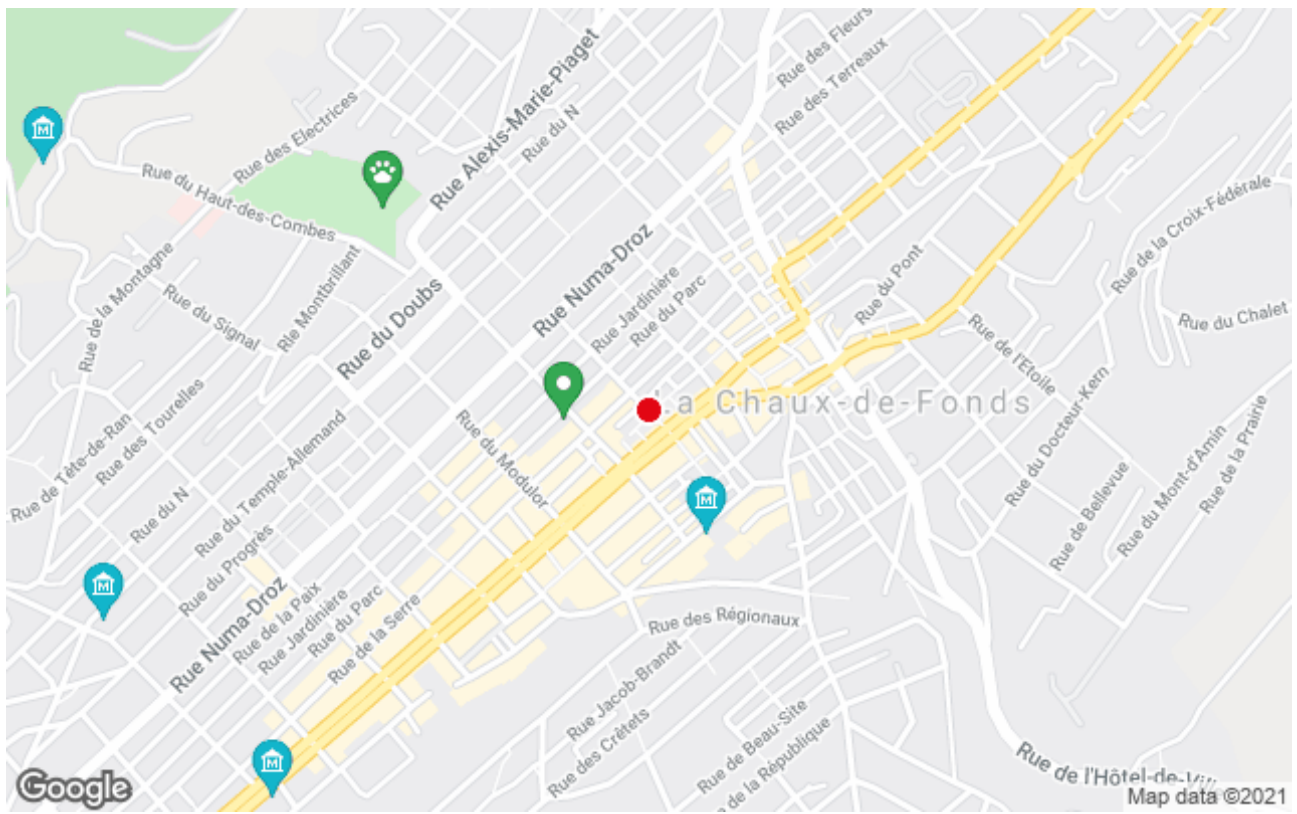 Rue des Fleurs
Rue des Terreaux
Rue Alexis-Marie-Piaget
Rue du N
Rue des Electrices
Rue du Haut-des-Combes
Rue de la Croix-Fédérale
Rue de la Montagne
Rue du Signal
Rle Montbrillant
Rue du Doubs
Rue Numa-Droz
Rue Jardinière
Rue du Parc
Rue du Pont
Rue du Chalet
Rue de l'Etoile
La Chaux-de-Fonds
Rue du Docteur-Kern
Rue de Tête-de-Ran
Rue des Tourelles
Rue du Temple-Allemand
Rue du Modulor
Rue du N
Rue du Progrès
Rue de Bellevue
Rue du Mont-d'Amin
Rue de la Prairie
Rue Numa-Droz
Rue de la Paix
Rue Jardinière
Rue du Parc
Rue de la Serre
Rue des Régionaux
Rue Jacob-Brandt
Rue des Crêtets
Rue de Beau-Site
e de la République
Rue de l'Hôtel-de-Vill
Google
Map data ©2021